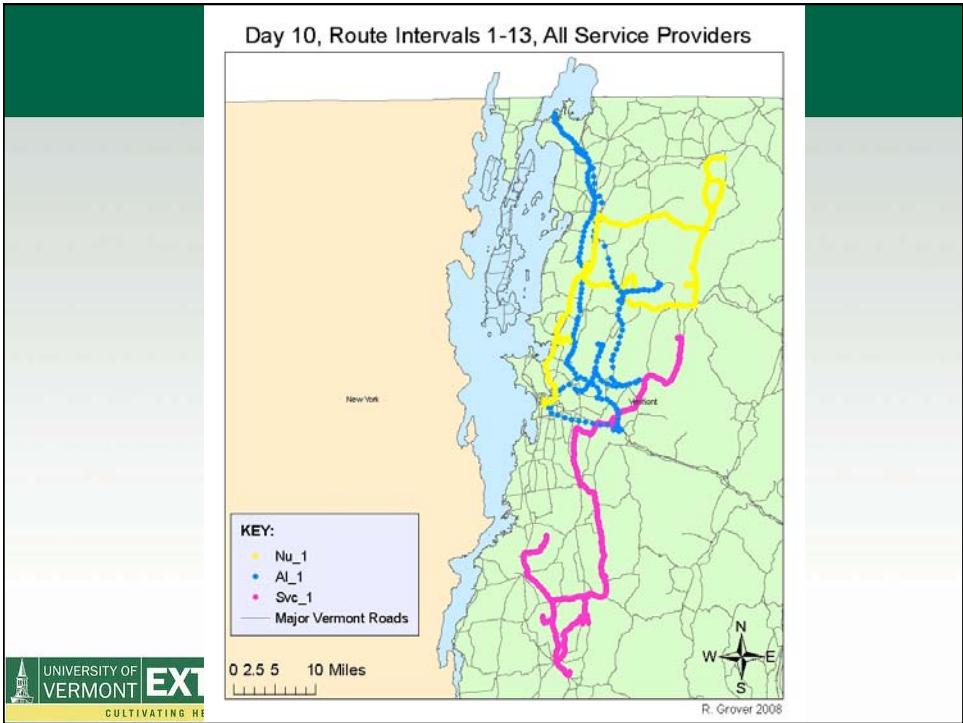 Day 10, Route Intervals 1-13, All Service Providers
New York
Vermont
KEY:
Nu_1
AI_1
Svc_1
Major Vermont Roads
0 2.5 5 10 Miles
N
W E
S
R. Grover 2008
UNIVERSITY OF
VERMONT EXT
CULTIVATING HE